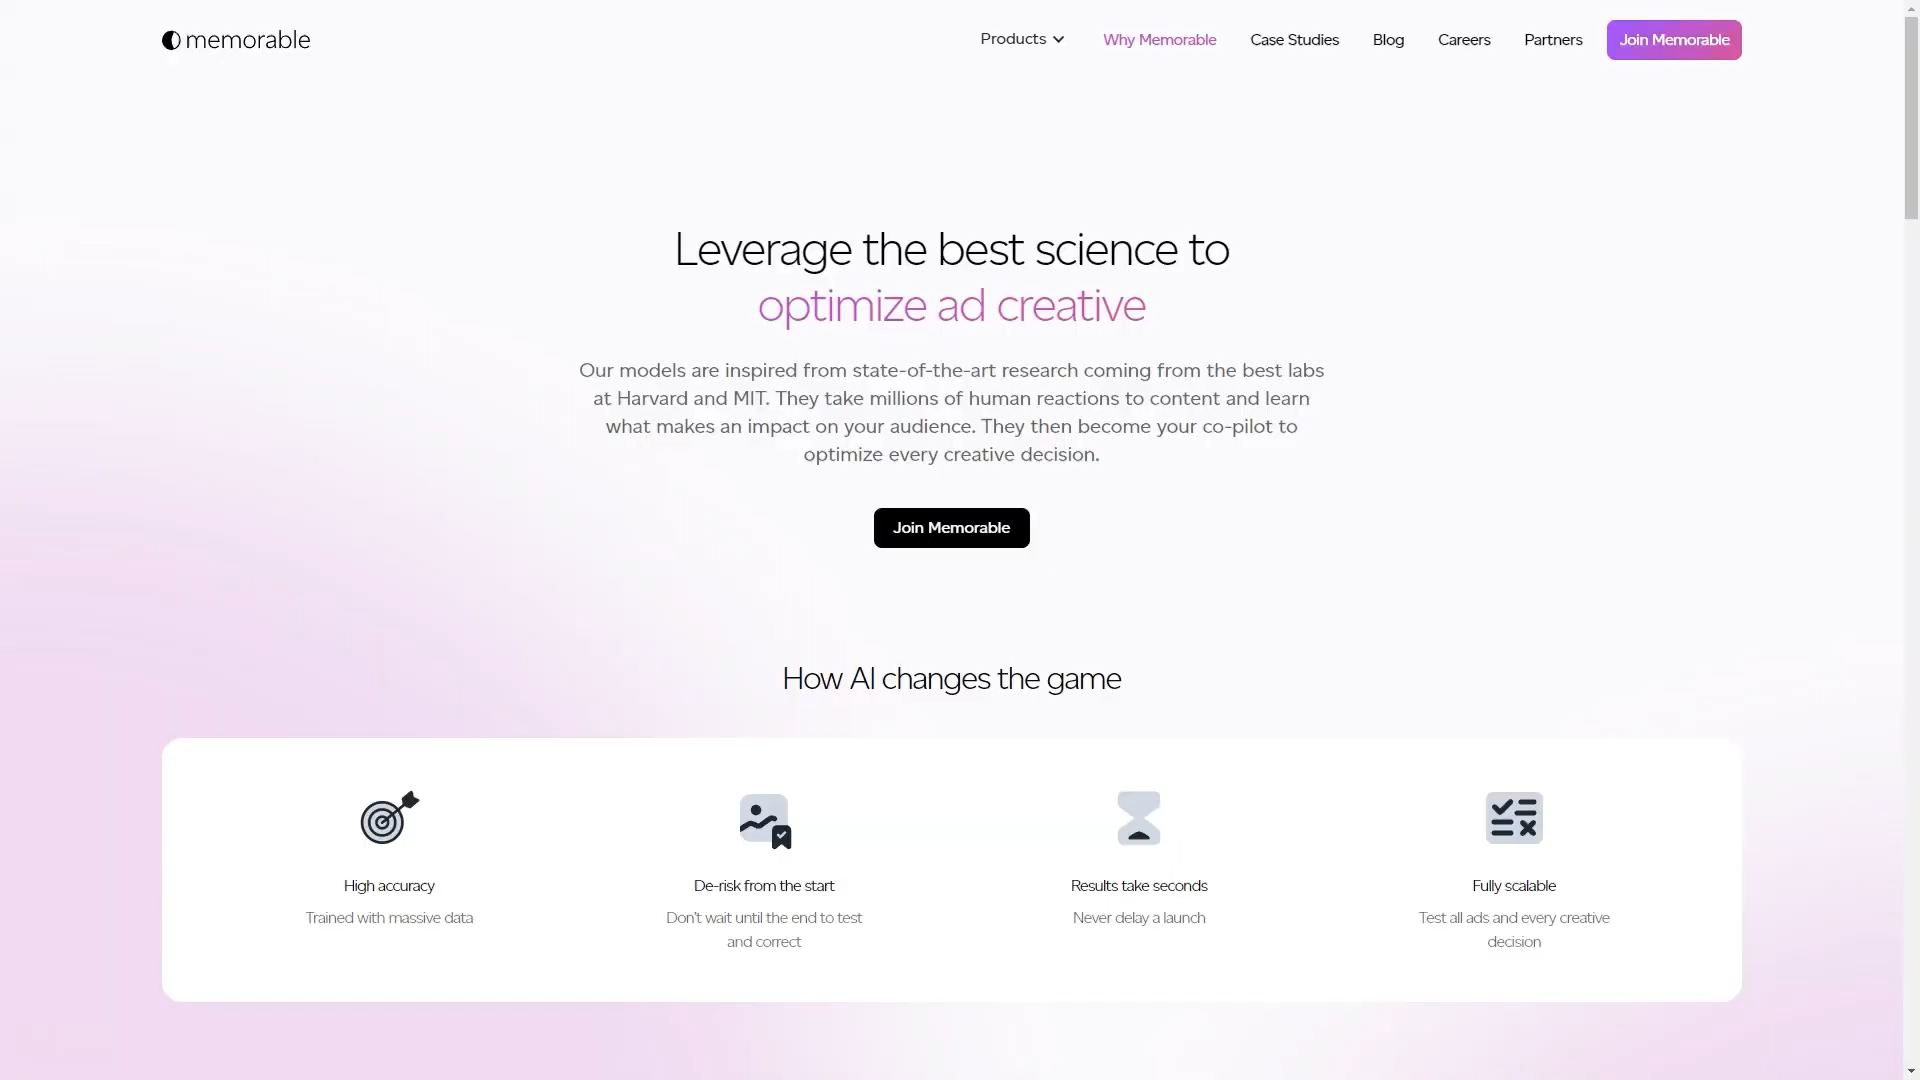 memorable
Products
Why Memorable
Case Studies
Blog
Careers
Partners
Join Memorable
Leverage the best science to
optimize ad creative
Our models are inspired from state-of-the-art research coming from the best labs
at Harvard and MIT. They take millions of human reactions to content and learn
what makes an impact on your audience. They then become your co-pilot to
optimize every creative decision.
Join Memorable
How AI changes the game
High accuracy
Trained with massive data
De-risk from the start
Don't wait until the end to test
and correct
Results take seconds
Never delay a launch
Fully scalable
Test all ads and every creative
decision